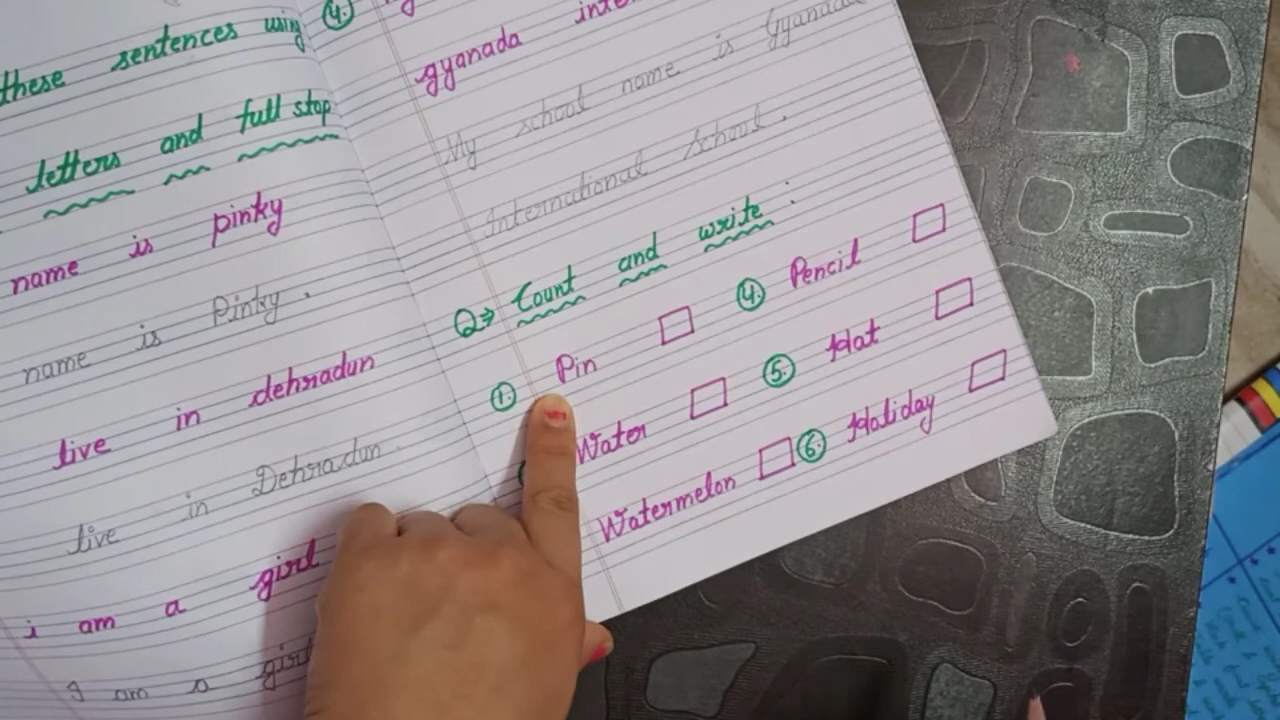 these sentences using
letters and full stop
name is pinky
name is Pinky .
live in dehradun
live in Dehradun .
i am a girl
I am a girl
4.
gyanada
My school name is Gyanada
International School .
Q⇒ Count and write :
1. Pin
4. Pencil
Water
5. Hat
Watermelon
6. Holiday